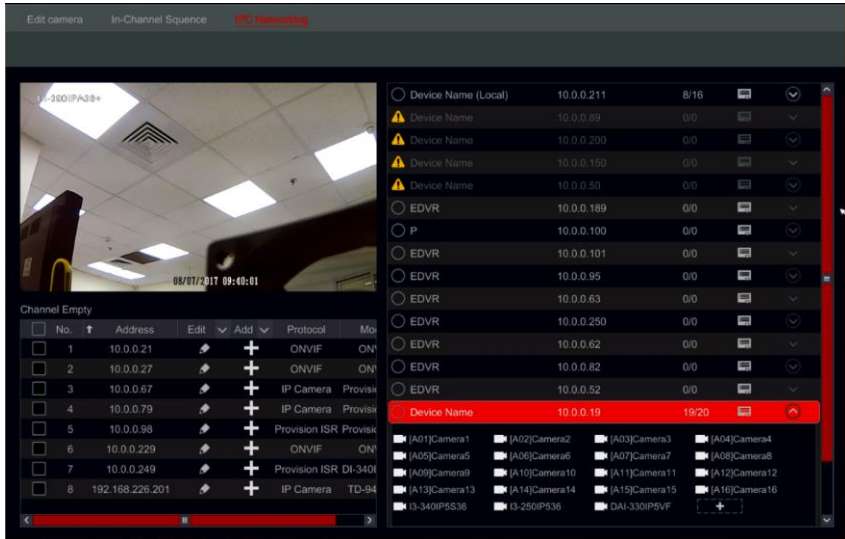 Edit camera In-Channel Squence IPC Networking
08/07/2017 09:40:01
Channel Empty
No. Address Edit Add Protocol
1 10.0.0.21 ONVIF
2 10.0.0.27 ONVIF
3 10.0.0.67 IP Camera
4 10.0.0.79 IP Camera
5 10.0.0.98 Provision ISR
6 10.0.0.229 ONVIF
7 10.0.0.249 Provision ISR
8 192.168.226.201 IP Camera TD-94
Device Name (Local) 10.0.0.211 8/16
Device Name 10.0.0.89 0/0
Device Name 10.0.0.200 0/0
Device Name 10.0.0.150 0/0
Device Name 10.0.0.50 0/0
EDVR 10.0.0.189 0/0
P 10.0.0.100 0/0
EDVR 10.0.0.101 0/0
EDVR 10.0.0.95 0/0
EDVR 10.0.0.63 0/0
EDVR 10.0.0.250 0/0
EDVR 10.0.0.62 0/0
EDVR 10.0.0.82 0/0
EDVR 10.0.0.52 0/0
Device Name 10.0.0.19 19/20
[A01]Camera1 [A02]Camera2 [A03]Camera3 [A04]Camera4
[A05]Camera5 [A06]Camera6 [A07]Camera7 [A08]Camera8
[A09]Camera9 [A10]Camera10 [A11]Camera11 [A12]Camera12
[A13]Camera13 [A14]Camera14 [A15]Camera15 [A16]Camera16
I3-340IP5S36 I3-250IP536 DAI-330IP5VF